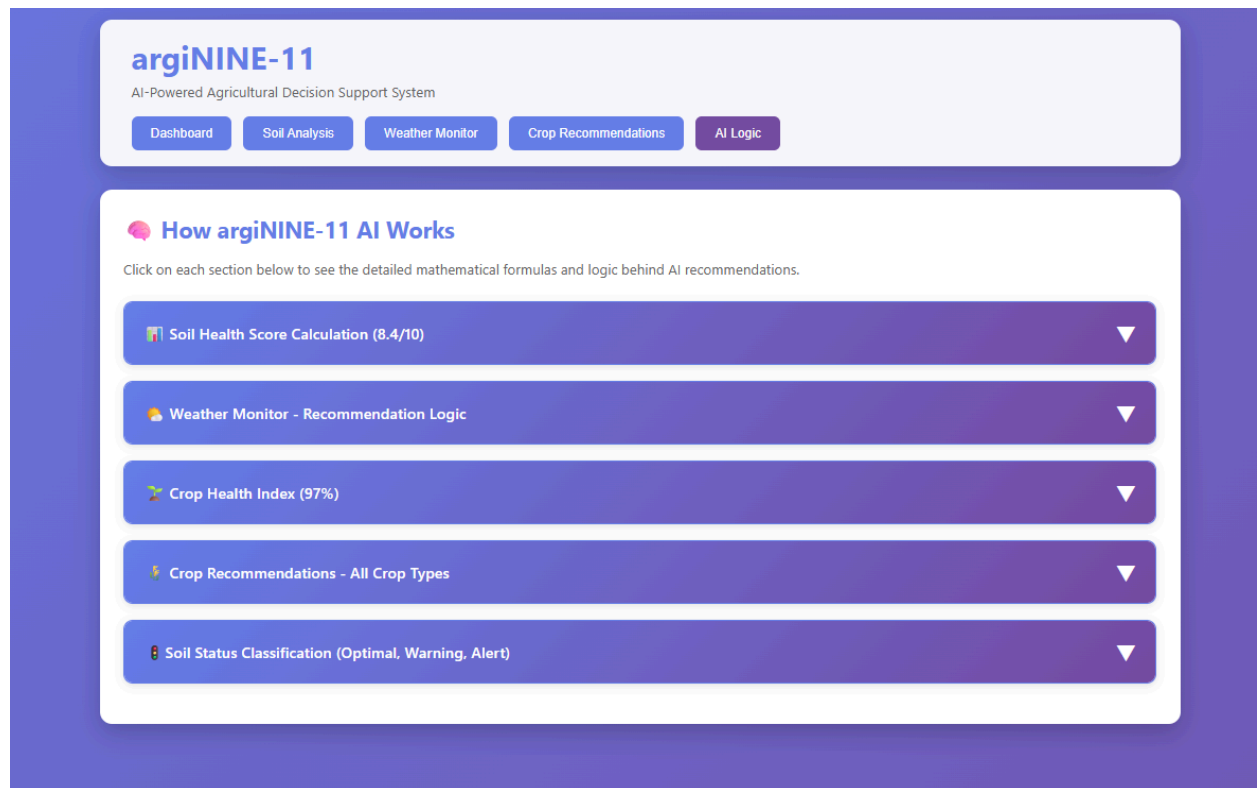 argiNINE-11
AI-Powered Agricultural Decision Support System
Dashboard Soil Analysis Weather Monitor Crop Recommendations AI Logic
🧠 How argiNINE-11 AI Works
Click on each section below to see the detailed mathematical formulas and logic behind AI recommendations.
📊 Soil Health Score Calculation (8.4/10) ▼
🌤️ Weather Monitor - Recommendation Logic ▼
🌱 Crop Health Index (97%) ▼
🌾 Crop Recommendations - All Crop Types ▼
🚦 Soil Status Classification (Optimal, Warning, Alert) ▼